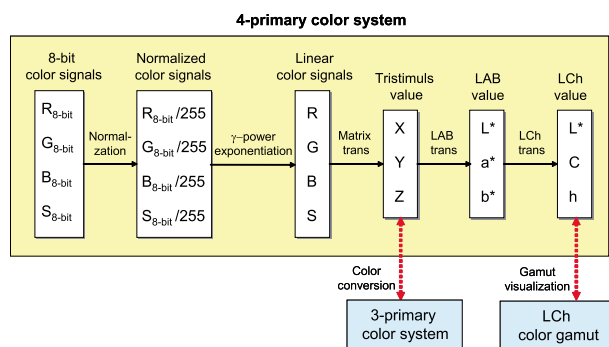 4-primary color system
8-bit
color signals
Normalized
color signals
Linear
color signals
Tristimuls
value
LAB
value
LCh
value
R8-bit
G8-bit
B8-bit
S8-bit
Normal-
zation
R8-bit/255
G8-bit/255
B8-bit/255
S8-bit/255
γ–power
exponentiation
R
G
B
S
Matrix
trans
X
Y
Z
LAB
trans
L*
a*
b*
LCh
trans
L*
C
h
Color
conversion
Gamut
visualization
3-primary
color system
LCh
color gamut